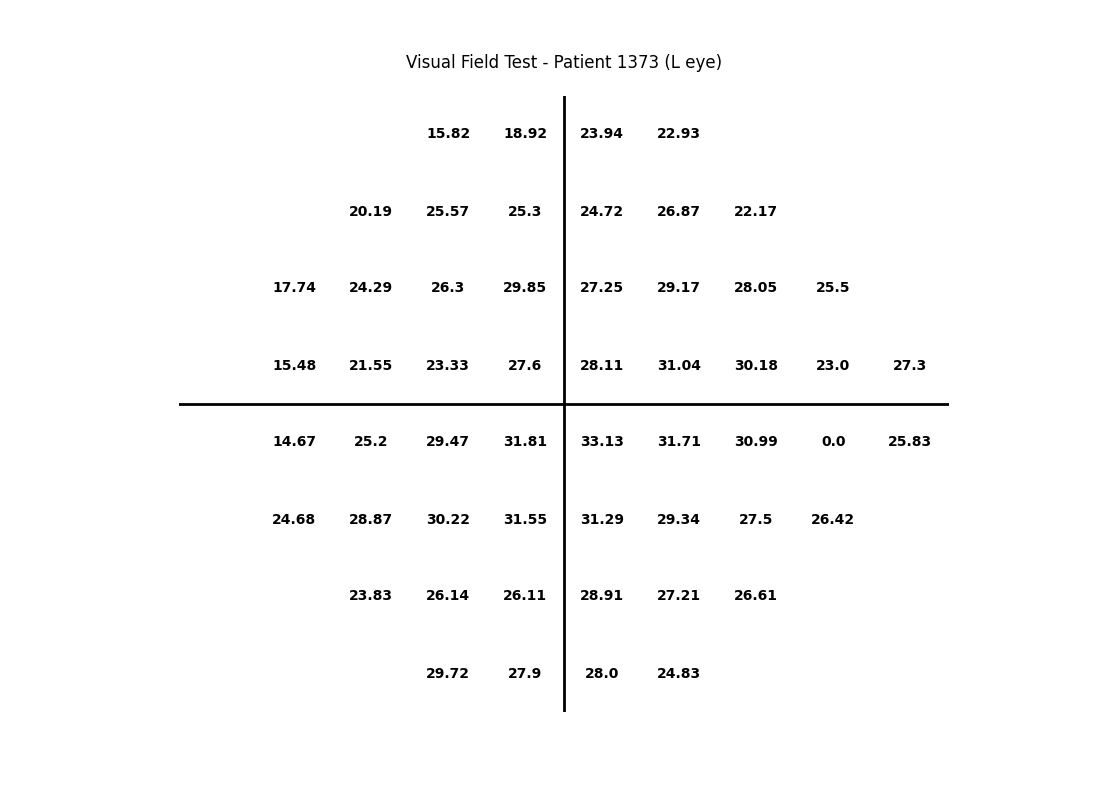 Visual Field Test - Patient 1373 (L eye)
15.82 18.92 23.94 22.93
20.19 25.57 25.3 24.72 26.87 22.17
17.74 24.29 26.3 29.85 27.25 29.17 28.05 25.5
15.48 21.55 23.33 27.6 28.11 31.04 30.18 23.0 27.3
14.67 25.2 29.47 31.81 33.13 31.71 30.99 0.0 25.83
24.68 28.87 30.22 31.55 31.29 29.34 27.5 26.42
23.83 26.14 26.11 28.91 27.21 26.61
29.72 27.9 28.0 24.83